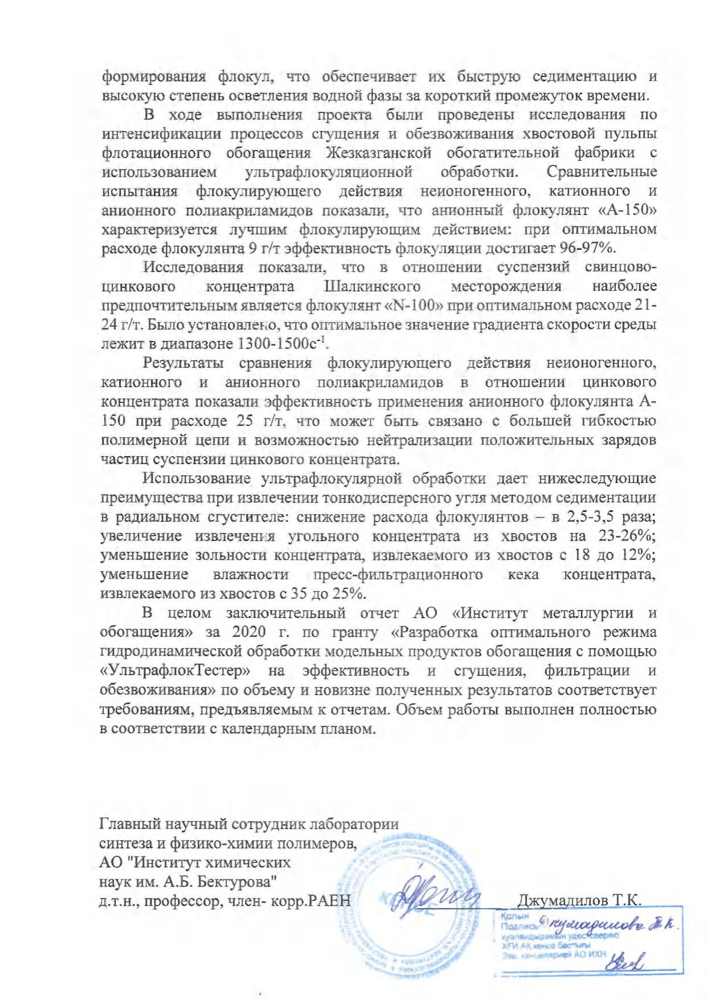 формирования флокул, что обеспечивает их быструю седиментацию и
высокую степень осветления водной фазы за короткий промежуток времени.
В ходе выполнения проекта были проведены исследования по
интенсификации процессов сгущения и обезвоживания хвостовой пульпы
флотационного обогащения Жезказганской обогатительной фабрики с
использованием ультрафлокуляционной обработки. Сравнительные
испытания флокулирующего действия неионогенного, катионного и
анионного полиакриламидов показали, что анионный флокулянт «А-150»
характеризуется лучшим флокулирующим действием: при оптимальном
расходе флокулянта 9 г/т эффективность флокуляции достигает 96-97%.
Исследования показали, что в отношении суспензий свинцово-
цинкового концентрата Шалкинского месторождения наиболее
предпочтительным является флокулянт «N-100» при оптимальном расходе 21-
24 г/т. Было установлено, что оптимальное значение градиента скорости среды
лежит в диапазоне 1300-1500с⁻¹.
Результаты сравнения флокулирующего действия неионогенного,
катионного и анионного полиакриламидов в отношении цинкового
концентрата показали эффективность применения анионного флокулянта А-
150 при расходе 25 г/т, что может быть связано с большей гибкостью
полимерной цепи и возможностью нейтрализации положительных зарядов
частиц суспензии цинкового концентрата.
Использование ультрафлокулярной обработки дает нижеследующие
преимущества при извлечении тонкодисперсного угля методом седиментации
в радиальном сгустителе: снижение расхода флокулянтов – в 2,5-3,5 раза;
увеличение извлечения угольного концентрата из хвостов на 23-26%;
уменьшение зольности концентрата, извлекаемого из хвостов с 18 до 12%;
уменьшение влажности пресс-фильтрационного кека концентрата,
извлекаемого из хвостов с 35 до 25%.
В целом заключительный отчет АО «Институт металлургии и
обогащения» за 2020 г. по гранту «Разработка оптимального режима
гидродинамической обработки модельных продуктов обогащения с помощью
«УльтрафлокТестер» на эффективность и сгущения, фильтрации и
обезвоживания» по объему и новизне полученных результатов соответствует
требованиям, предъявляемым к отчетам. Объем работы выполнен полностью
в соответствии с календарным планом.
Главный научный сотрудник лаборатории
синтеза и физико-химии полимеров,
АО "Институт химических
наук им. А.Б. Бектурова"
д.т.н., профессор, член- корр.РАЕН Джумадилов Т.К.
Қолын
Подпись Джумадилова Т.К.
куәландырамын удостоверяю
ХҒИ АҚ кеңсе бастығы
Зав. канцелярией АО ИХН